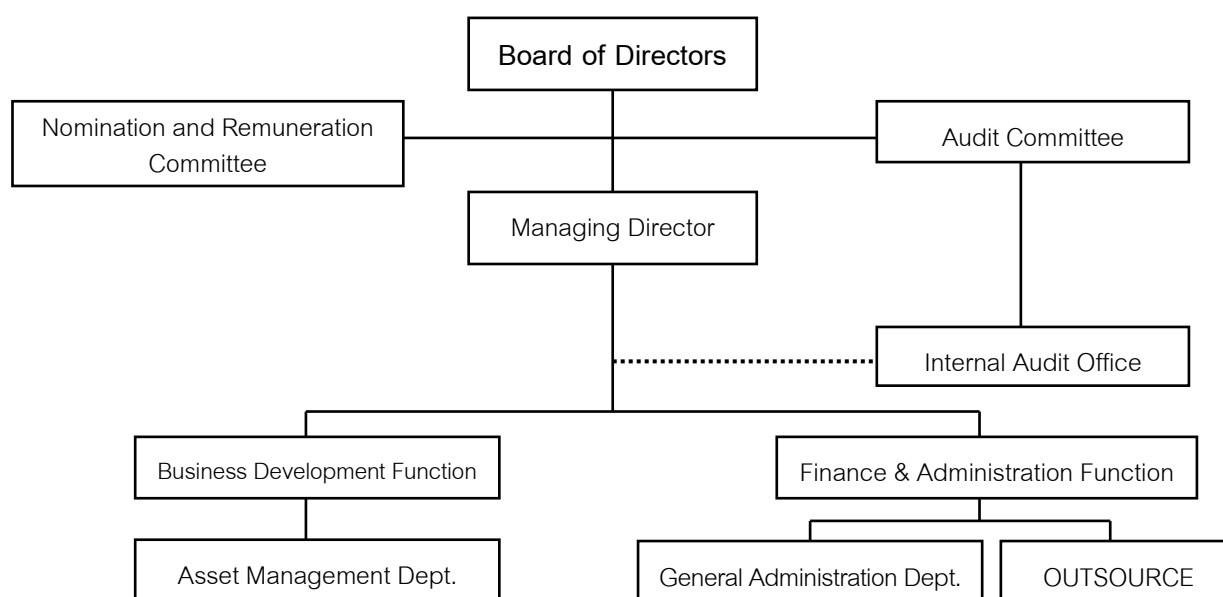 Board of Directors
Nomination and Remuneration
Committee
Audit Committee
Managing Director
Internal Audit Office
Business Development Function
Finance & Administration Function
Asset Management Dept.
General Administration Dept.
OUTSOURCE